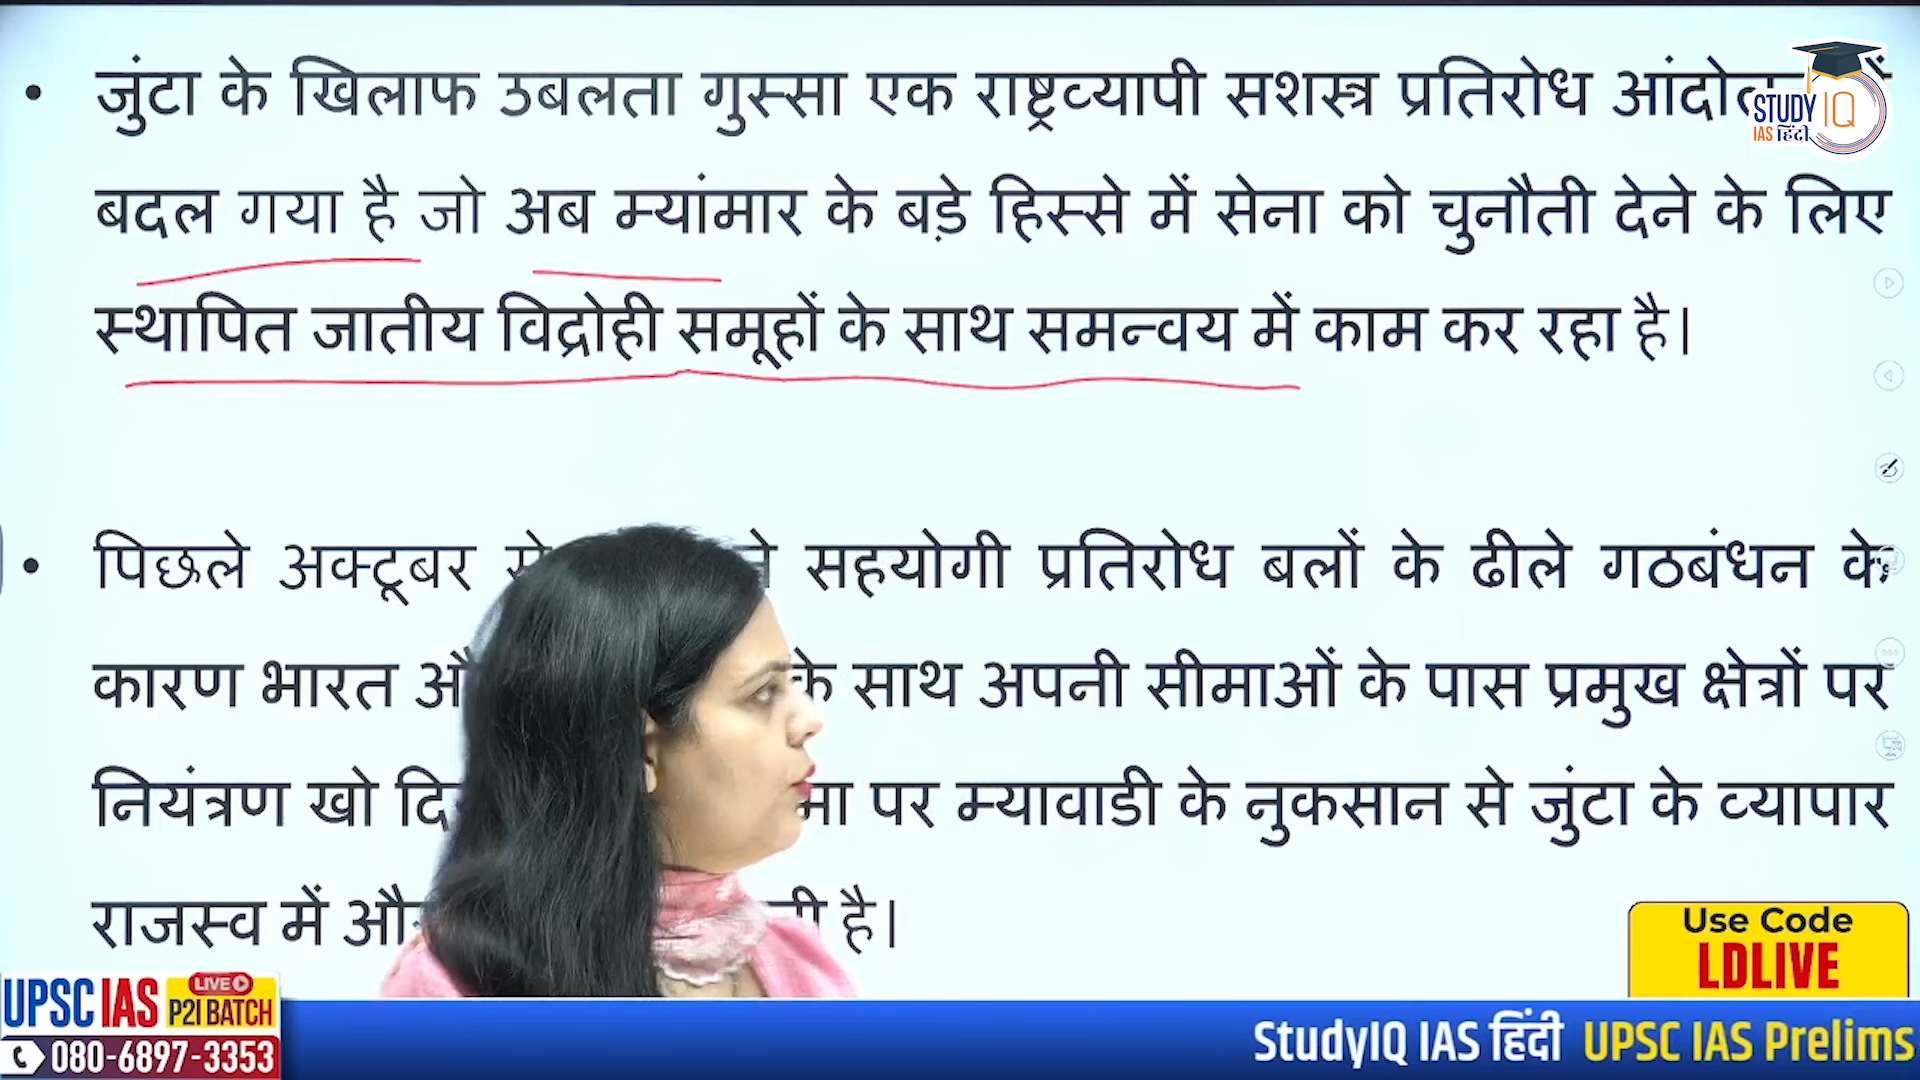 • जुंटा के खिलाफ उबलता गुस्सा एक राष्ट्रव्यापी सशस्त्र प्रतिरोध
बदल गया है जो अब म्यांमार के बड़े हिस्से में सेना को चुनौती देने के लिए
स्थापित जातीय विद्रोही समूहों के साथ समन्वय में काम कर रहा है।
• पिछले अक्टूबर सहयोगी प्रतिरोध बलों के ढीले गठबंधन के
कारण भारत के साथ अपनी सीमाओं के पास प्रमुख क्षेत्रों पर
नियंत्रण खो पर म्यावाडी के नुकसान से जुंटा के व्यापार
राजस्व में है।
STUDY IQ
IAS हिंदी
Use Code
LDLIVE
UPSC IAS
LIVE
P2I BATCH
080-6897-3353
StudyIQ IAS हिंदी UPSC IAS Prelims